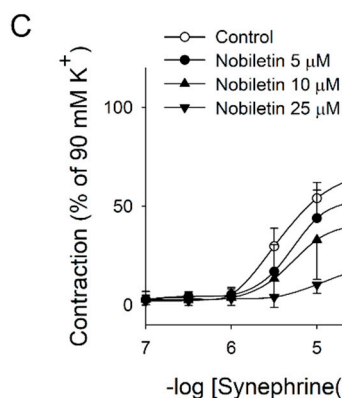 C
Control
Nobiletin 5 μM
Nobiletin 10 μM
Nobiletin 25 μM
Contraction (% of 90 mM K+)
100
50
0
7 6 5
-log [Synephrine(